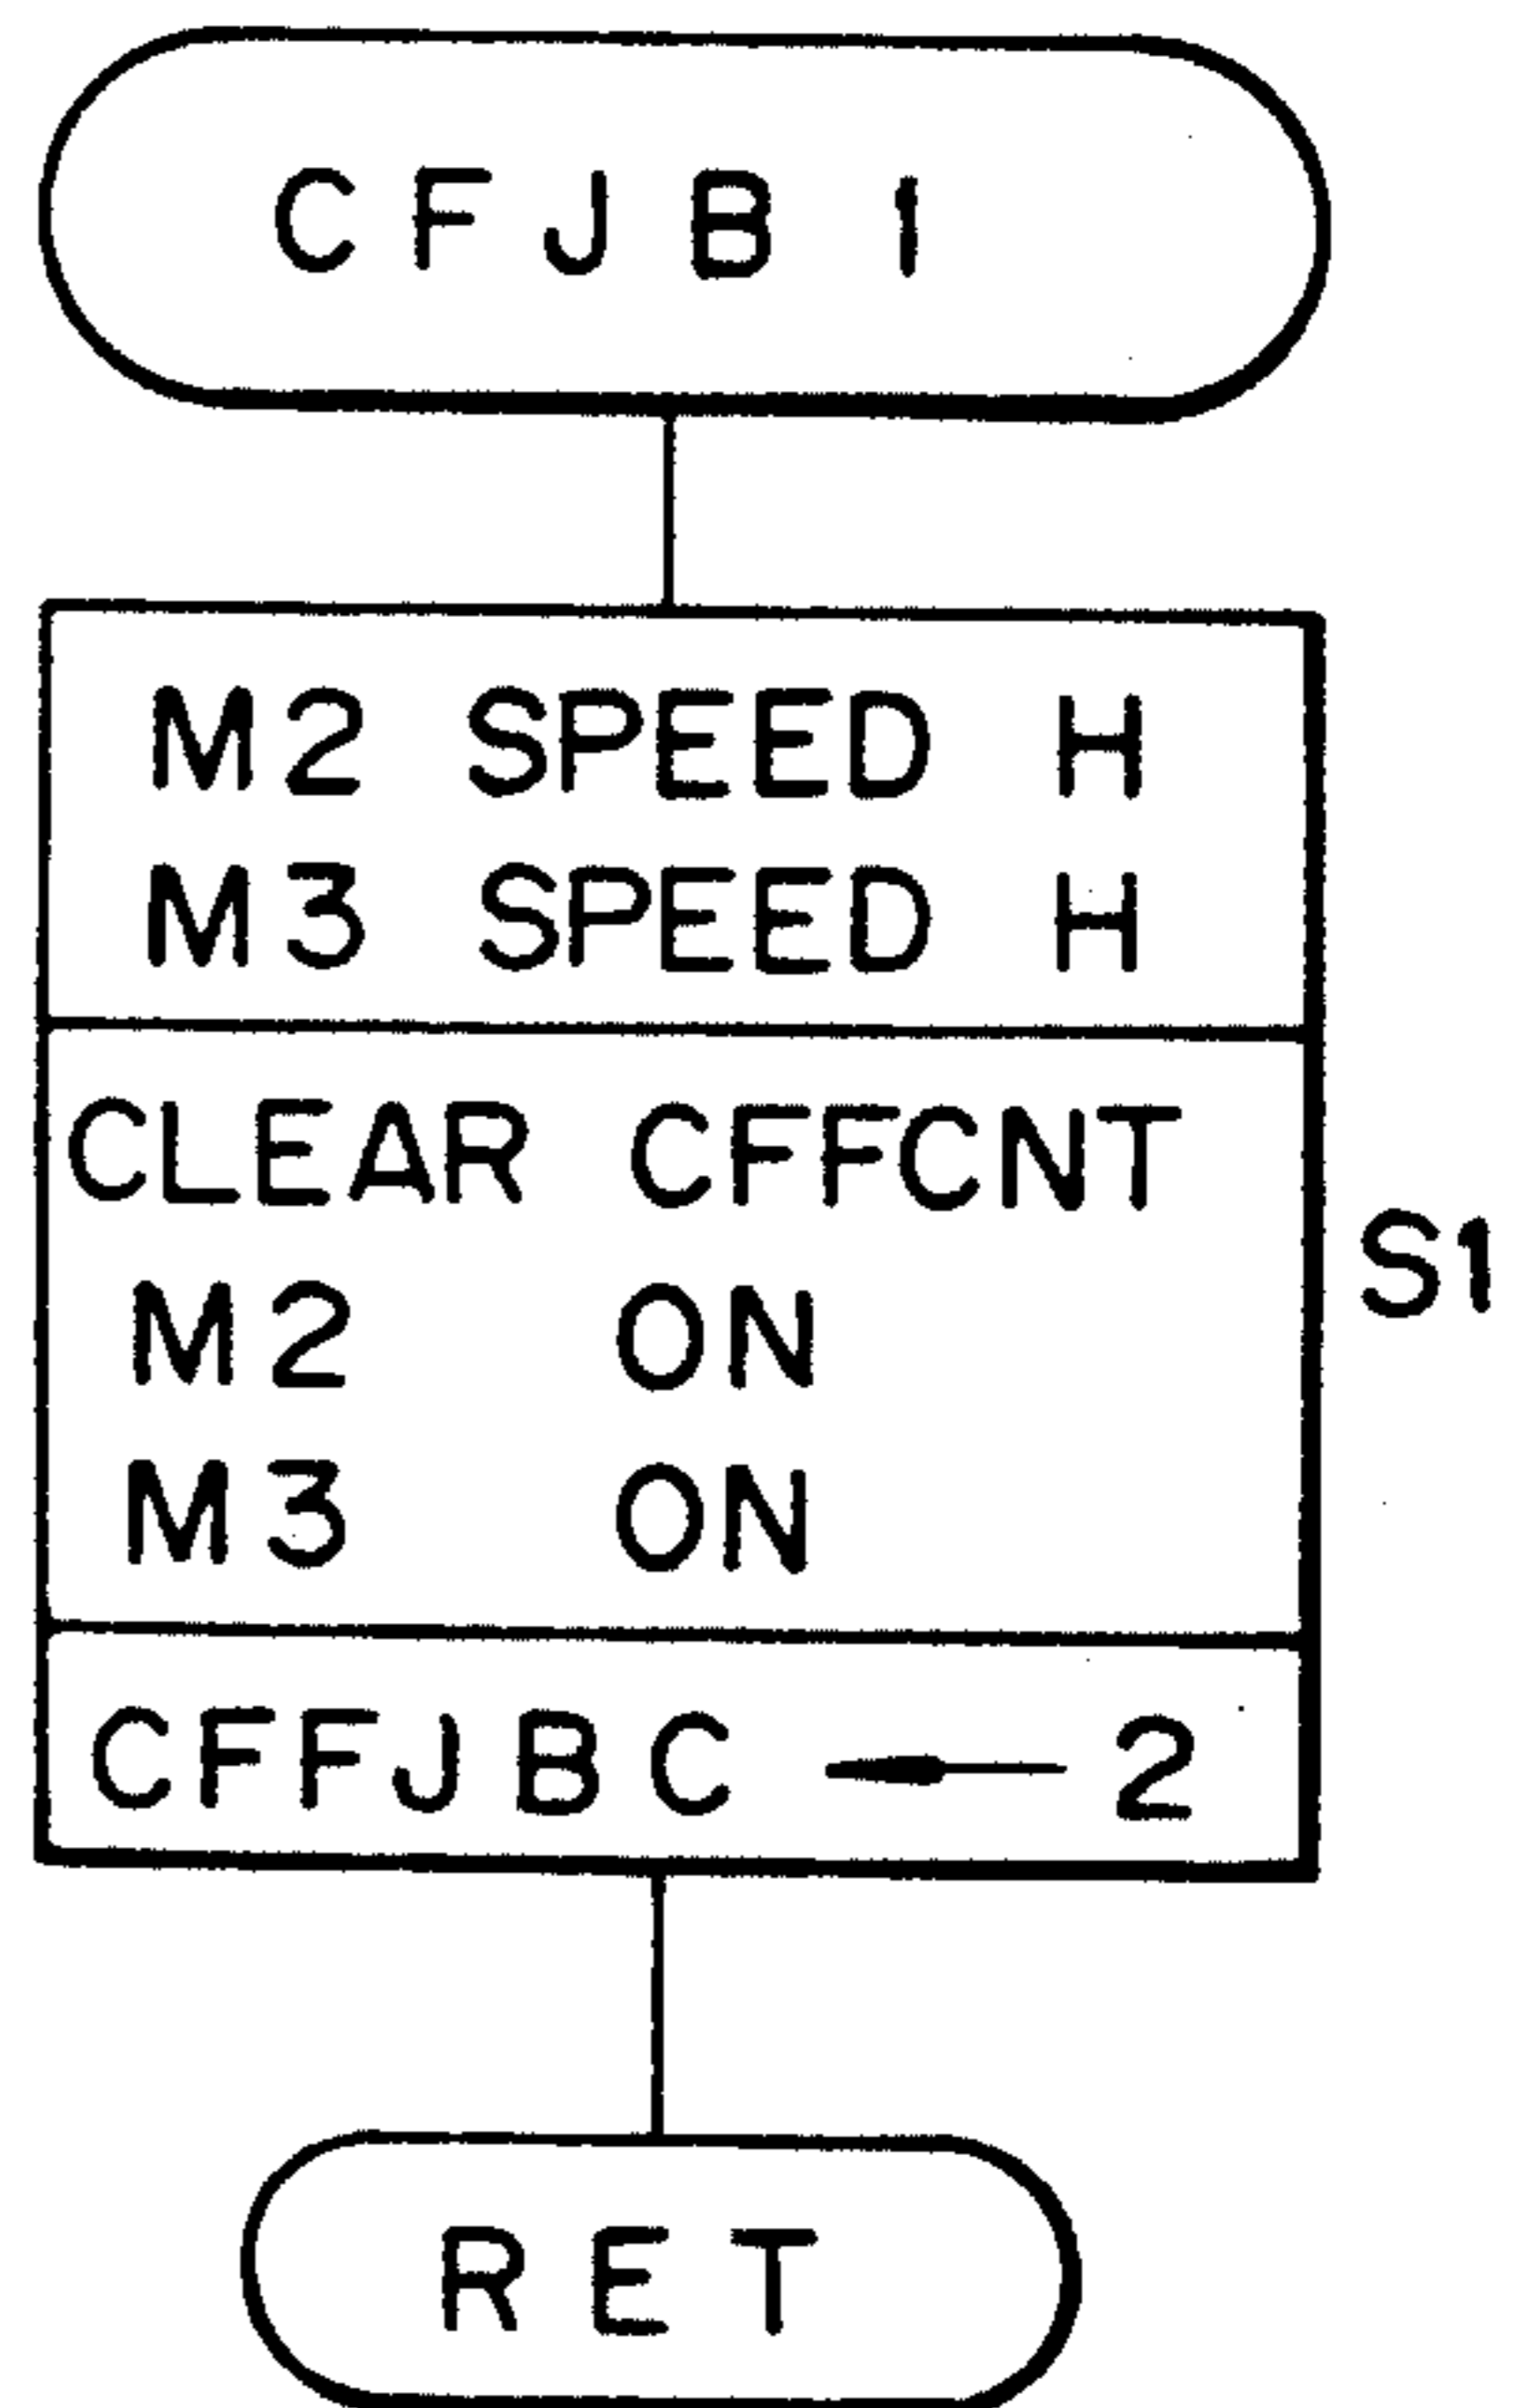 CFJB1
M2 SPEED H
M3 SPEED H
CLEAR CFFCNT
M2 ON
M3 ON
S1
CFFJBC ← 2
RET